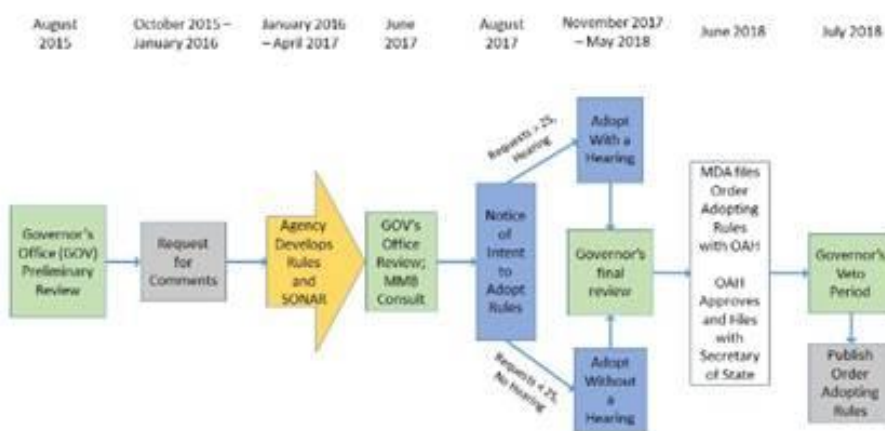 August
2015
October 2015 –
January 2016
January 2016
– April 2017
June
2017
August
2017
November 2017
– May 2018
June 2018
July 2018
Governor's
Office (GOV)
Preliminary
Review
Request
for
Comments
Agency
Develops
Rules
and
SONAR
GOV's
Office
Review;
MMB
Consult
Notice
of
Intent
to
Adopt
Rules
Requests > 25,
Hearing
Requests < 25,
No Hearing
Adopt
With a
Hearing
Governor's
final
review
Adopt
Without
a
Hearing
MDA files
Order
Adopting
Rules
with OAH
OAH
Approves
and Files
with
Secretary
of State
Governor's
Veto
Period
Publish
Order
Adopting
Rules